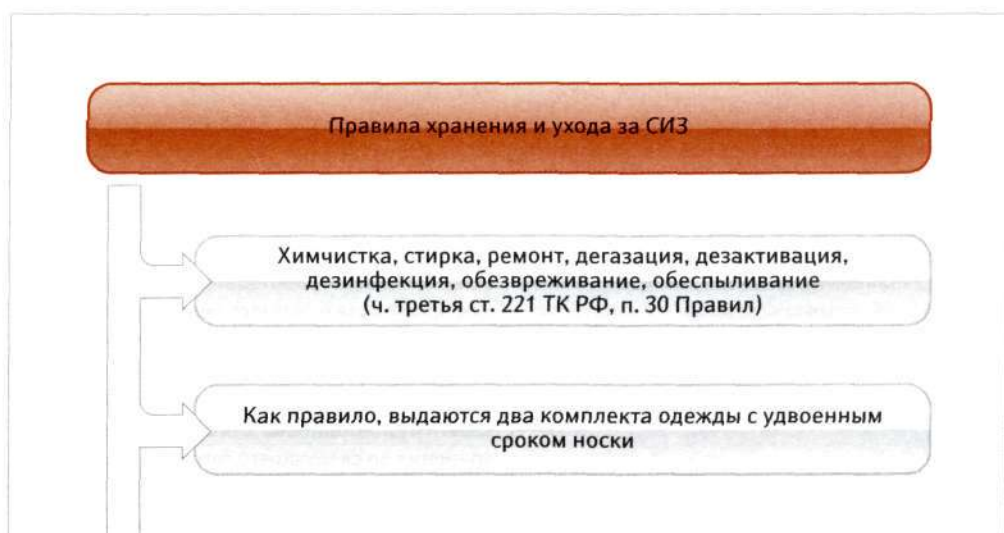 Правила хранения и ухода за СИЗ
Химчистка, стирка, ремонт, дегазация, дезактивация,
дезинфекция, обезвреживание, обеспыливание
(ч. третья ст. 221 ТК РФ, п. 30 Правил)
Как правило, выдаются два комплекта одежды с удвоенным
сроком носки